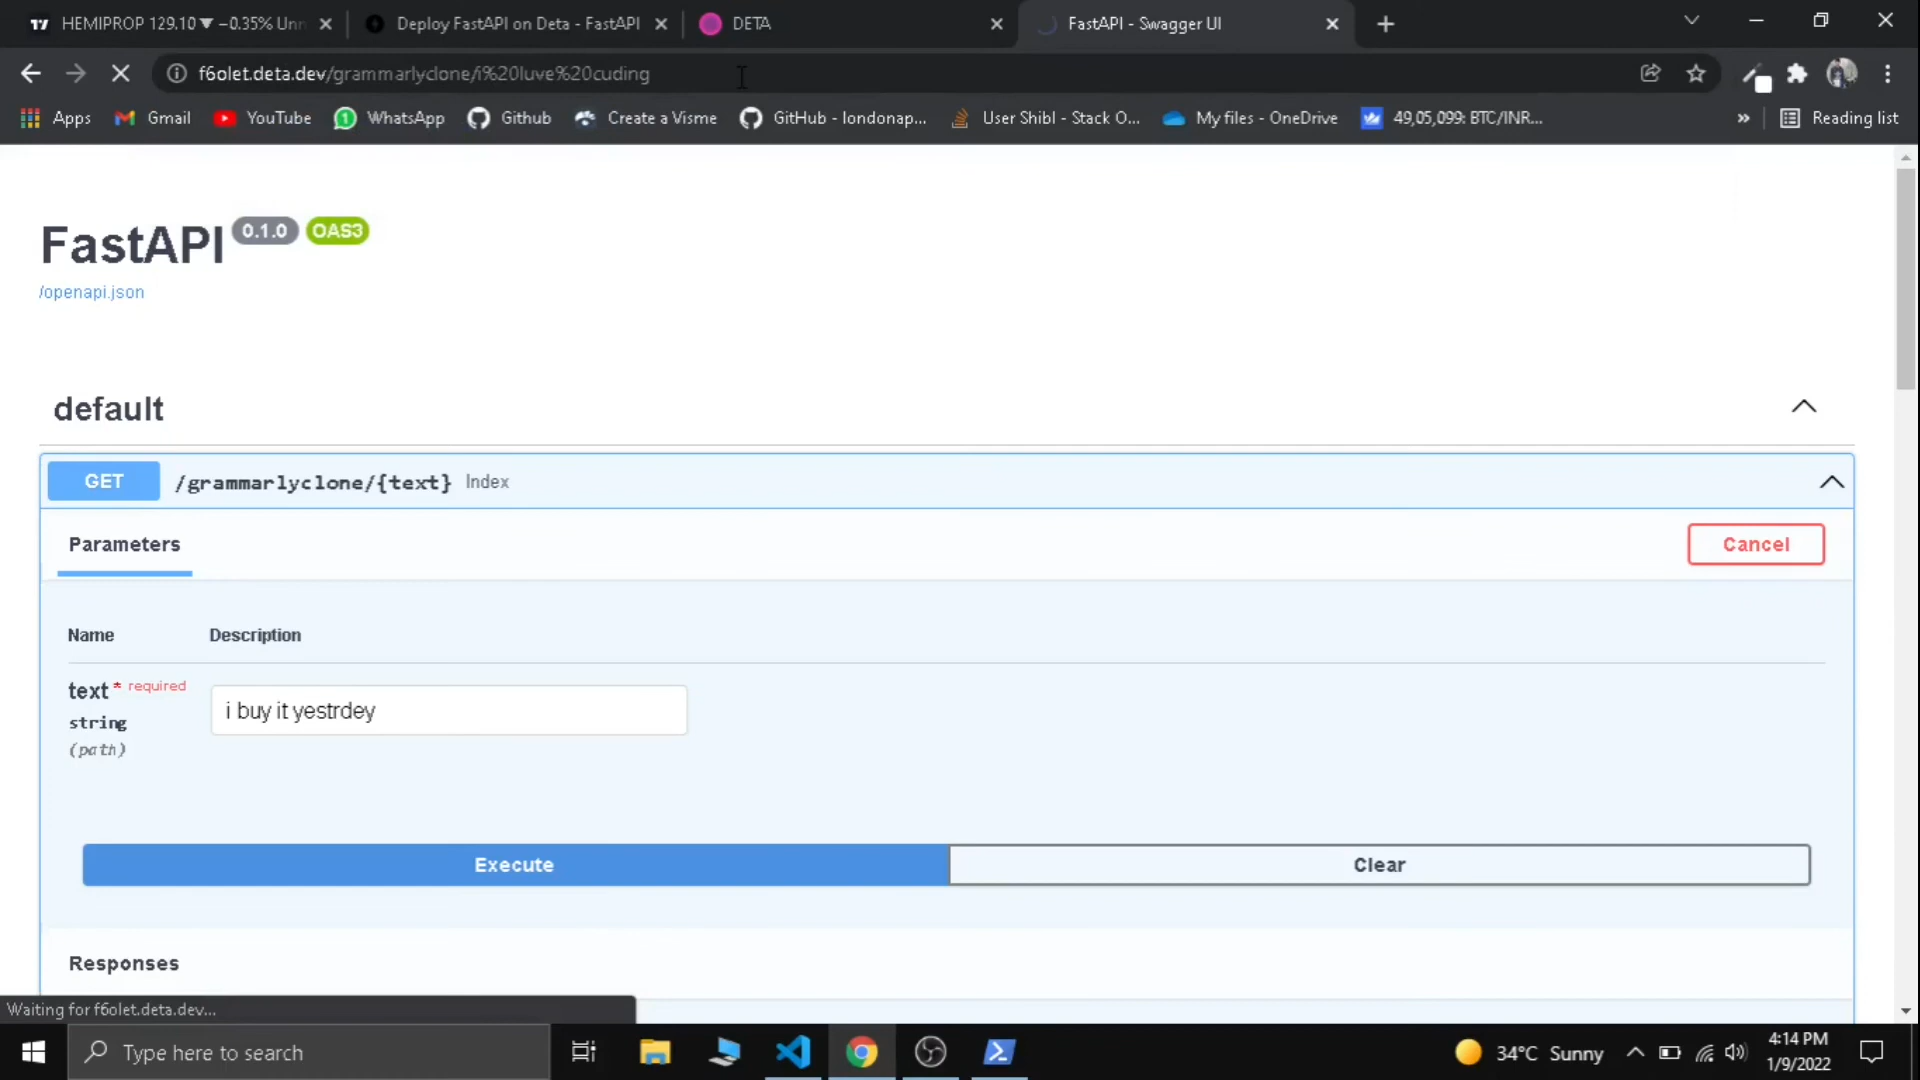 HEMIPROP 129.10 ▼ −0.35% Unn
Deploy FastAPI on Deta - FastAPI
DETA
FastAPI - Swagger UI
f6olet.deta.dev/grammarlyclone/i%20luve%20cuding
Apps
Gmail
YouTube
WhatsApp
Github
Create a Visme
GitHub - londonap...
User Shibl - Stack O...
My files - OneDrive
49,05,099: BTC/INR...
»
Reading list
FastAPI 0.1.0 OAS3
/openapi.json
default
GET /grammarlyclone/{text} Index
Parameters
Cancel
Name Description
text * required
string
(path)
i buy it yestrdey
Execute
Clear
Responses
Waiting for f6olet.deta.dev...
Type here to search
34°C Sunny
4:14 PM
1/9/2022